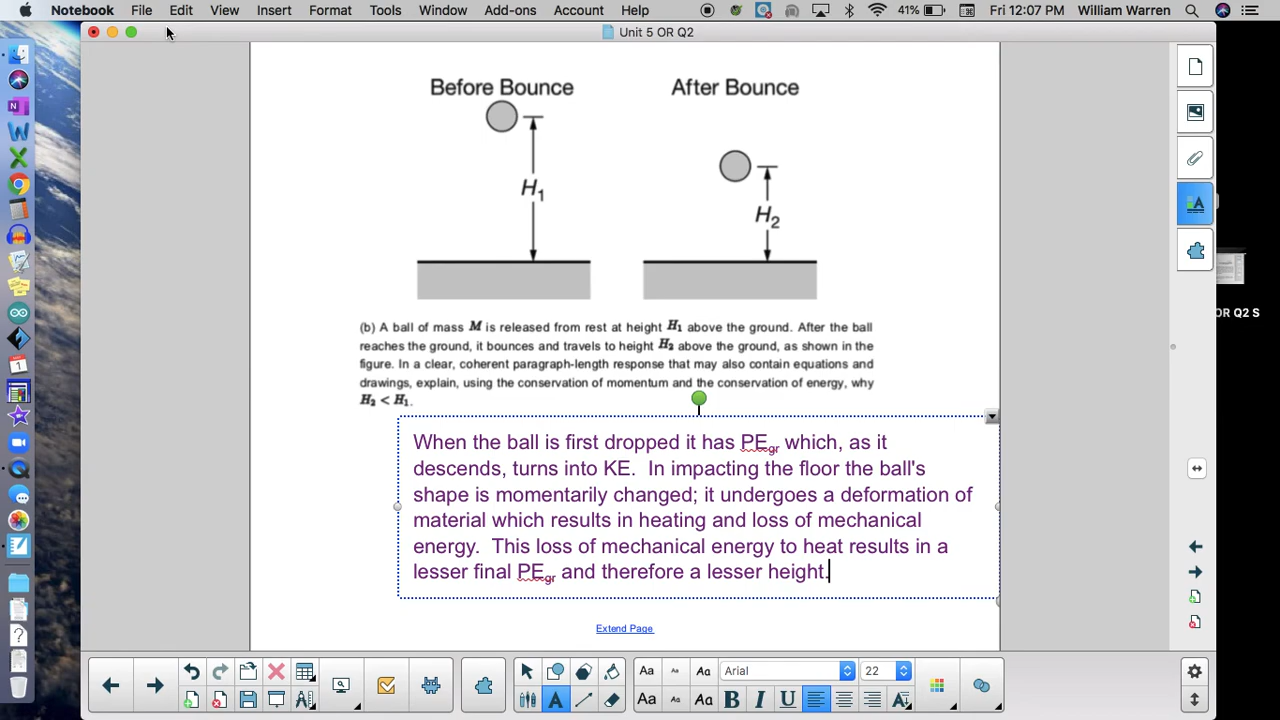 Notebook File Edit View Insert Format Tools Window Add-ons Account Help 41% Fri 12:07 PM William Warren
Unit 5 OR Q2
Before Bounce After Bounce
H1
H2
(b) A ball of mass M is released from rest at height H1 above the ground. After the ball
reaches the ground, it bounces and travels to height H2 above the ground, as shown in the
figure. In a clear, coherent paragraph-length response that may also contain equations and
drawings, explain, using the conservation of momentum and the conservation of energy, why
H2 < H1.
When the ball is first dropped it has PEgr which, as it
descends, turns into KE. In impacting the floor the ball's
shape is momentarily changed; it undergoes a deformation of
material which results in heating and loss of mechanical
energy. This loss of mechanical energy to heat results in a
lesser final PEgr and therefore a lesser height.
Extend Page
OR Q2 S
Aa Aa Aa Arial 22
A Aa Aa Aa B I U